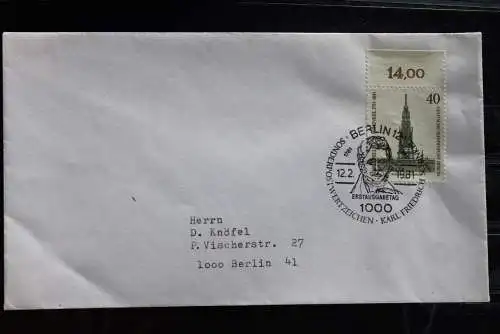 14,00
40
BERLIN 12
12.2. 1981
ERSTAUSGABETAG
1000
SONDERPOSTWERTZEICHEN · KARL FRIEDRICH
Herrn
D. Knöfel
P. Vischerstr. 27
1000 Berlin 41